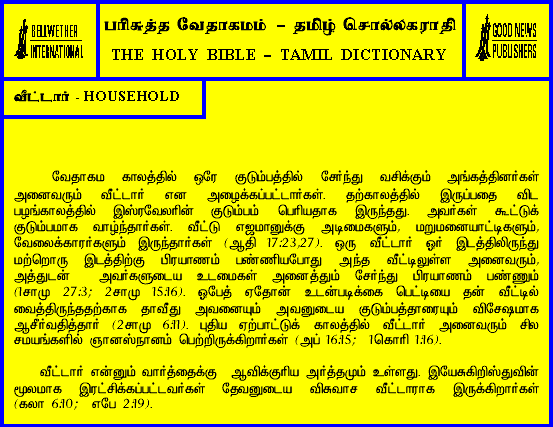 BELLWETHER
INTERNATIONAL
பரிசுத்த வேதாகமம் - தமிழ் சொல்லகராதி
THE HOLY BIBLE - TAMIL DICTIONARY
GOOD NEWS
PUBLISHERS
வீட்டார் - HOUSEHOLD
வேதாகம காலத்தில் ஒரே குடும்பத்தில் சேர்ந்து வசிக்கும் அங்கத்தினர்கள்
அனைவரும் வீட்டார் என அழைக்கப்பட்டார்கள். தற்காலத்தில் இருப்பதை விட
பழங்காலத்தில் இஸ்ரவேலரின் குடும்பம் பெரியதாக இருந்தது. அவர்கள் கூட்டுக்
குடும்பமாக வாழ்ந்தார்கள். வீட்டு எஜமானுக்கு அடிமைகளும், மறுமனையாட்டிகளும்,
வேலைக்காரர்களும் இருந்தார்கள் (ஆதி 17:23,27). ஒரு வீட்டார் ஓர் இடத்திலிருந்து
மற்றொரு இடத்திற்கு பிரயாணம் பண்ணியபோது அந்த வீட்டிலுள்ள அனைவரும்,
அத்துடன் அவர்களுடைய உடமைகள் அனைத்தும் சேர்ந்து பிரயாணம் பண்ணும்
(1சாமு 27:3; 2சாமு 15:16). ஓபேத் ஏதோன் உடன்படிக்கை பெட்டியை தன் வீட்டில்
வைத்திருந்ததற்காக தாவீது அவனையும் அவனுடைய குடும்பத்தாரையும் விசேஷமாக
ஆசீர்வதித்தார் (2சாமு 6:11). புதிய ஏற்பாட்டுக் காலத்தில் வீட்டார் அனைவரும் சில
சமயங்களில் ஞானஸ்நானம் பெற்றிருக்கிறார்கள் (அப் 16:15; 1கொரி 1:16).
வீட்டார் என்னும் வார்த்தைக்கு ஆவிக்குரிய அர்த்தமும் உள்ளது. இயேசுகிறிஸ்துவின்
மூலமாக இரட்சிக்கப்பட்டவர்கள் தேவனுடைய விசுவாச வீட்டாராக இருக்கிறார்கள்
(கலா 6:10; எபே 2:19).